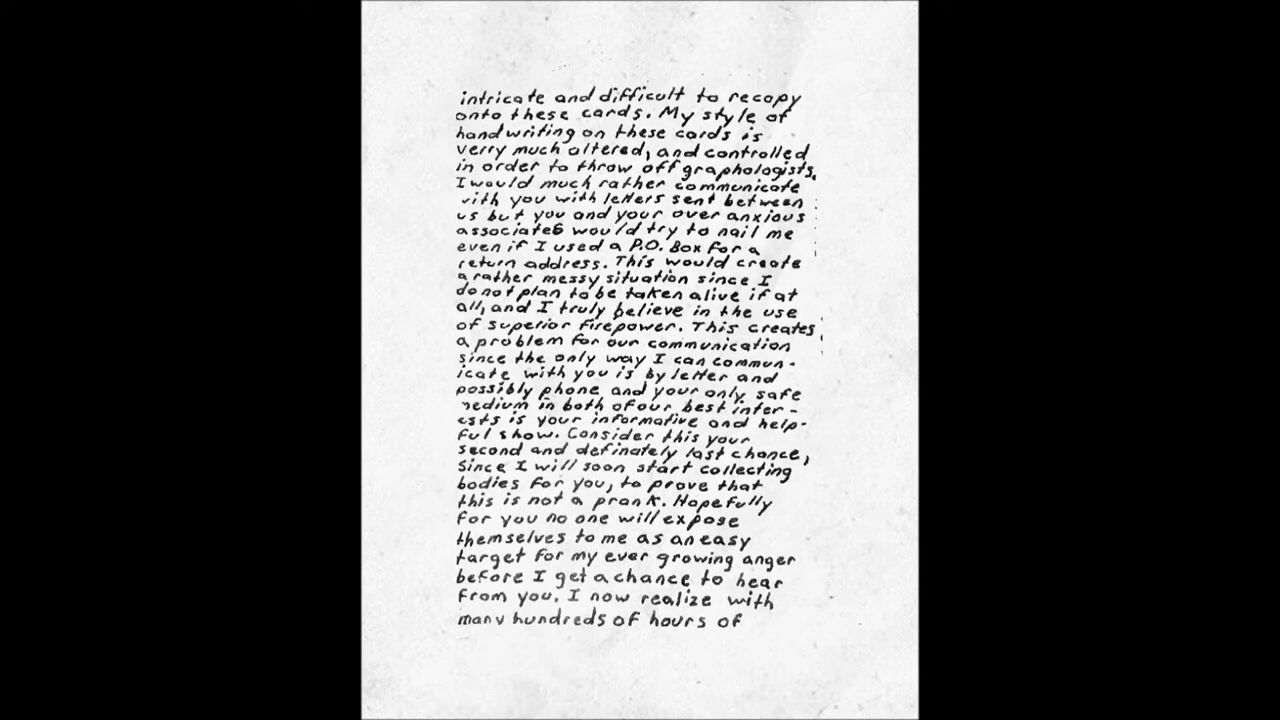 intricate and difficult to recopy
onto these cards. My style of
handwriting on these cards is
verry much altered, and controlled
in order to throw off graphologists.
I would much rather communicate
vith you with letters sent between
us but you and your over anxious
associates would try to nail me
even if I used a P.O. Box for a
return address. This would create
a rather messy situation since I
do not plan to be taken alive if at
all, and I truly believe in the use
of superior firepower. This creates
a problem for our communication
since the only way I can commun-
icate with you is by letter and
possibly phone and your only safe
medium in both of our best inter-
ests is your informative and help-
ful show. Consider this your
second and definately last chance,
since I will soon start collecting
bodies for you, to prove that
this is not a prank. Hopefully
for you no one will expose
themselves to me as an easy
target for my ever growing anger
before I get a chance to hear
from you. I now realize with
many hundreds of hours of